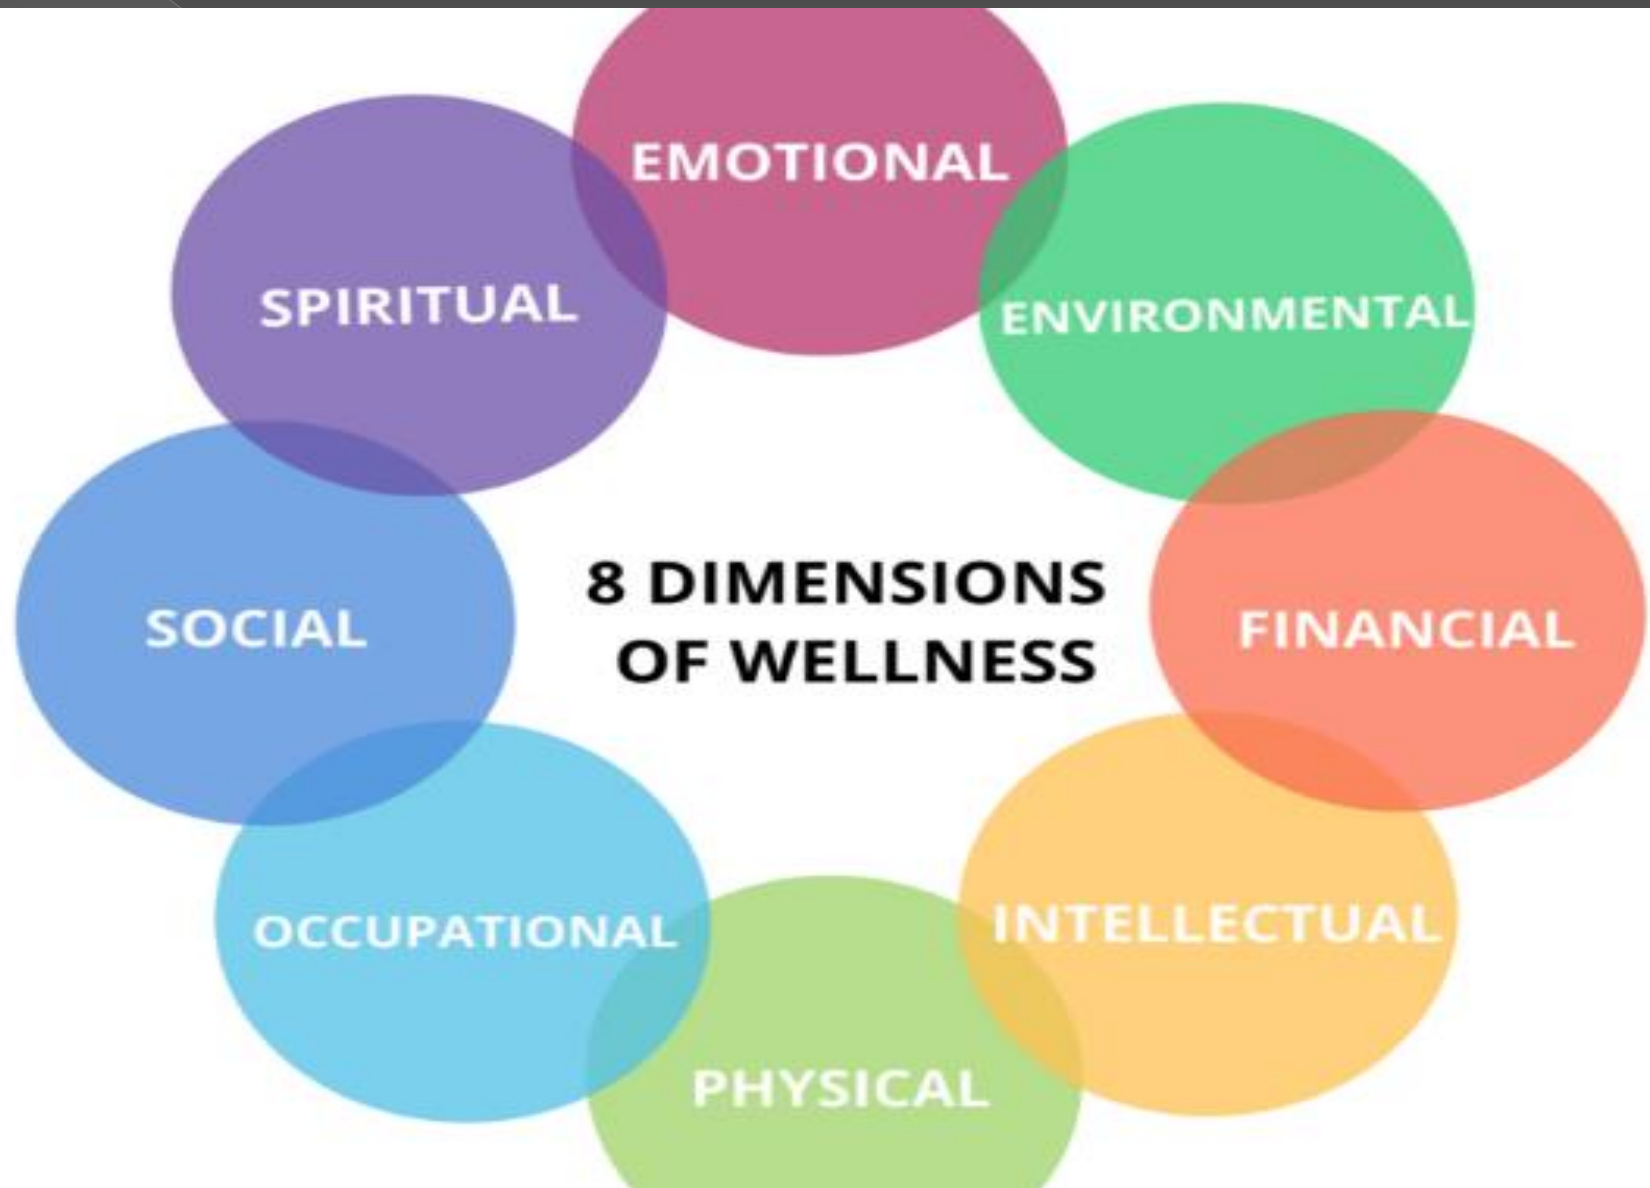 EMOTIONAL
SPIRITUAL
ENVIRONMENTAL
8 DIMENSIONS
OF WELLNESS
SOCIAL
FINANCIAL
OCCUPATIONAL
INTELLECTUAL
PHYSICAL